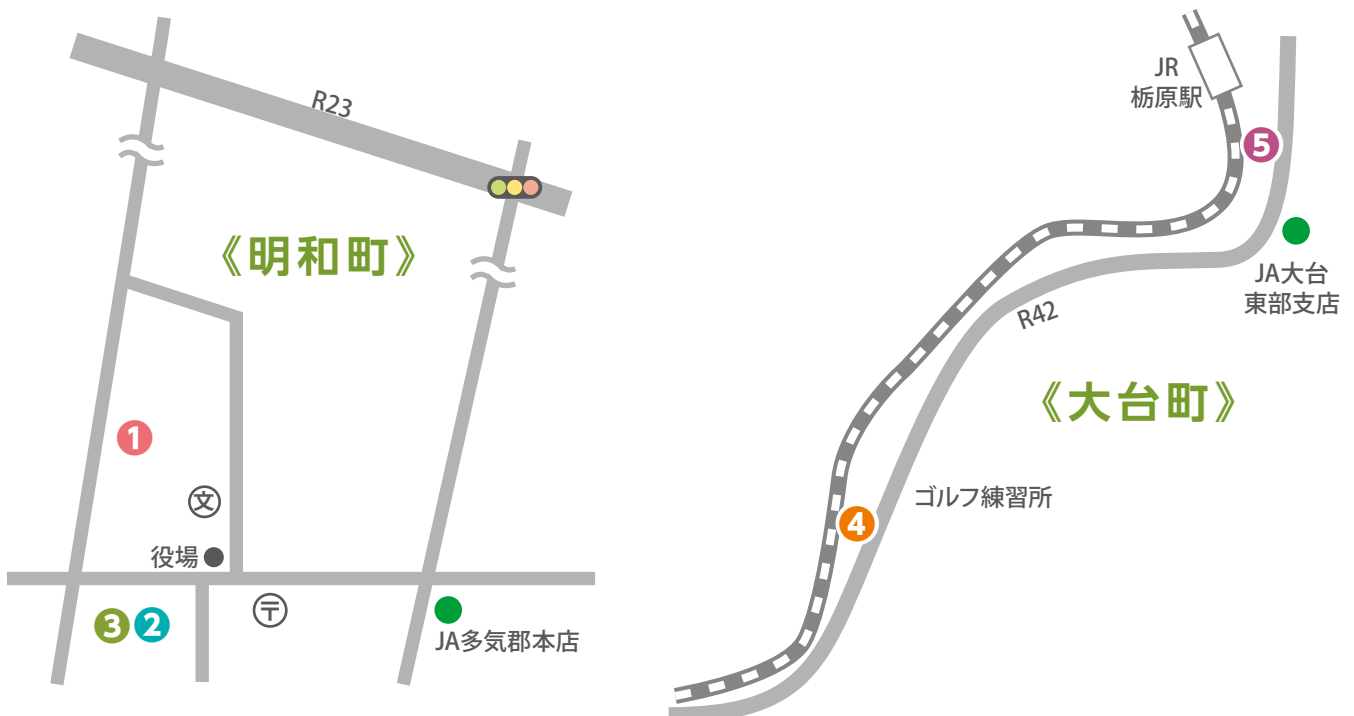 R23
《明和町》
1
文
役場
3 2
〒
JA多気郡本店
JR
栃原駅
5
JA大台
東部支店
R42
《大台町》
ゴルフ練習所
4